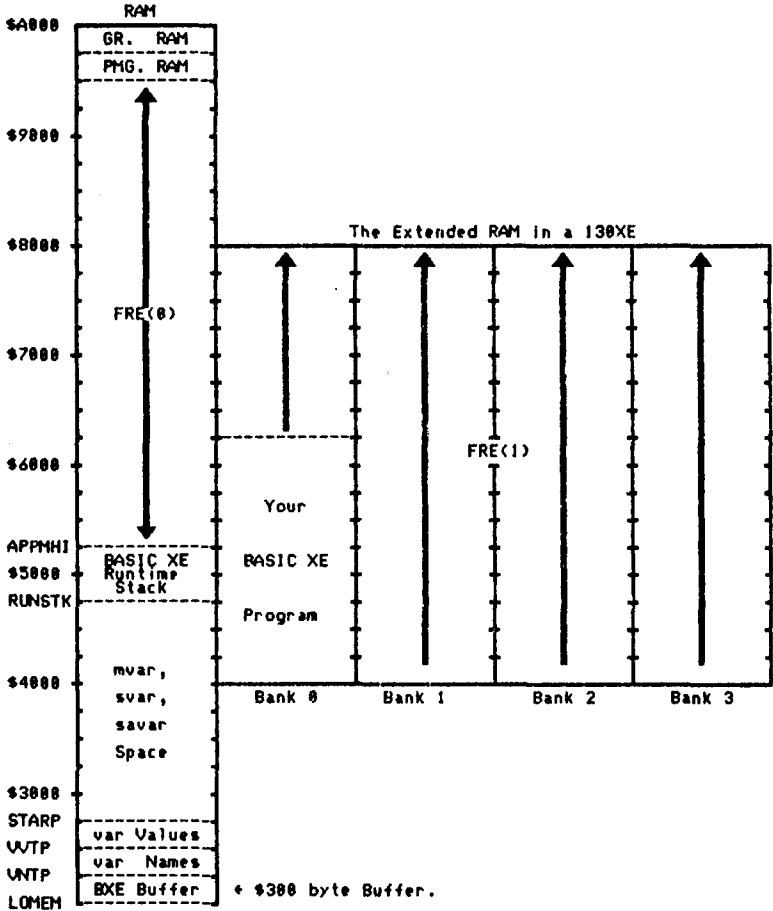 RAM
$A000
GR. RAM
PMG. RAM
$9000
The Extended RAM in a 130XE
$8000
FRE(0)
$7000
FRE(1)
$6000
Your
APPMHI
BASIC XE
BASIC XE
$5000
Runtime
Stack
RUNSTK
Program
mvar,
$4000
svar,
Bank 0
Bank 1
Bank 2
Bank 3
savar
Space
$3000
STARP
var Values
VVTP
var Names
VNTP
BXE Buffer
← $300 byte Buffer.
LOMEM